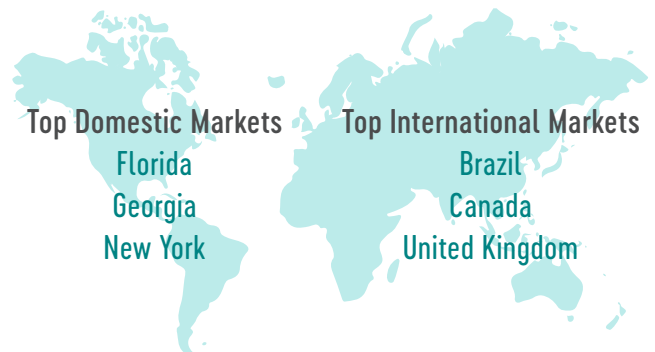 Top Domestic Markets
Florida
Georgia
New York
Top International Markets
Brazil
Canada
United Kingdom